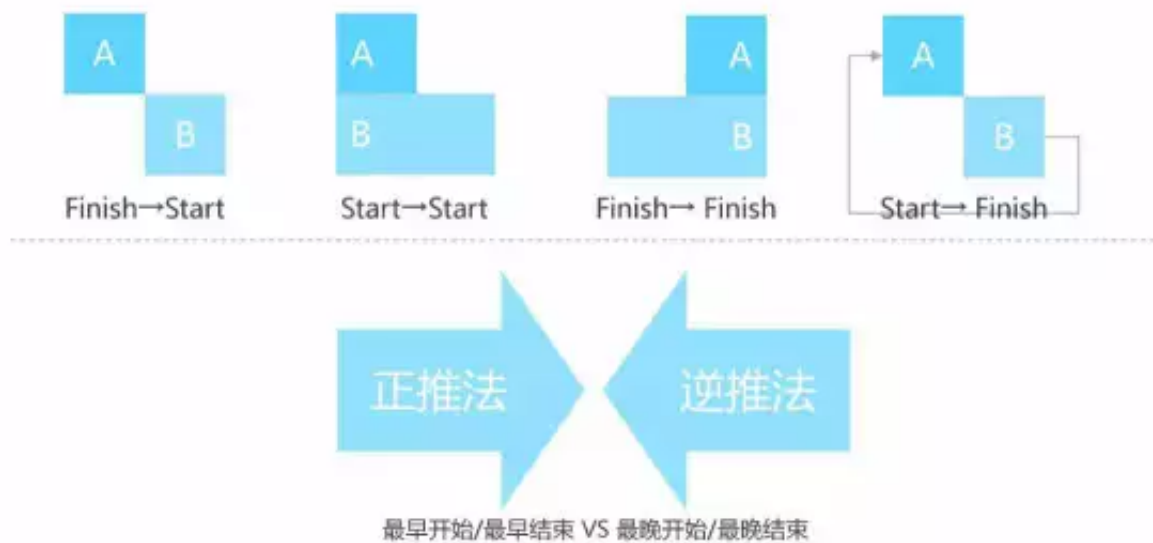 A A A A
B B B B
Finish→Start Start→Start Finish→ Finish Start→ Finish
正推法 逆推法
最早开始/最早结束 VS 最晚开始/最晚结束